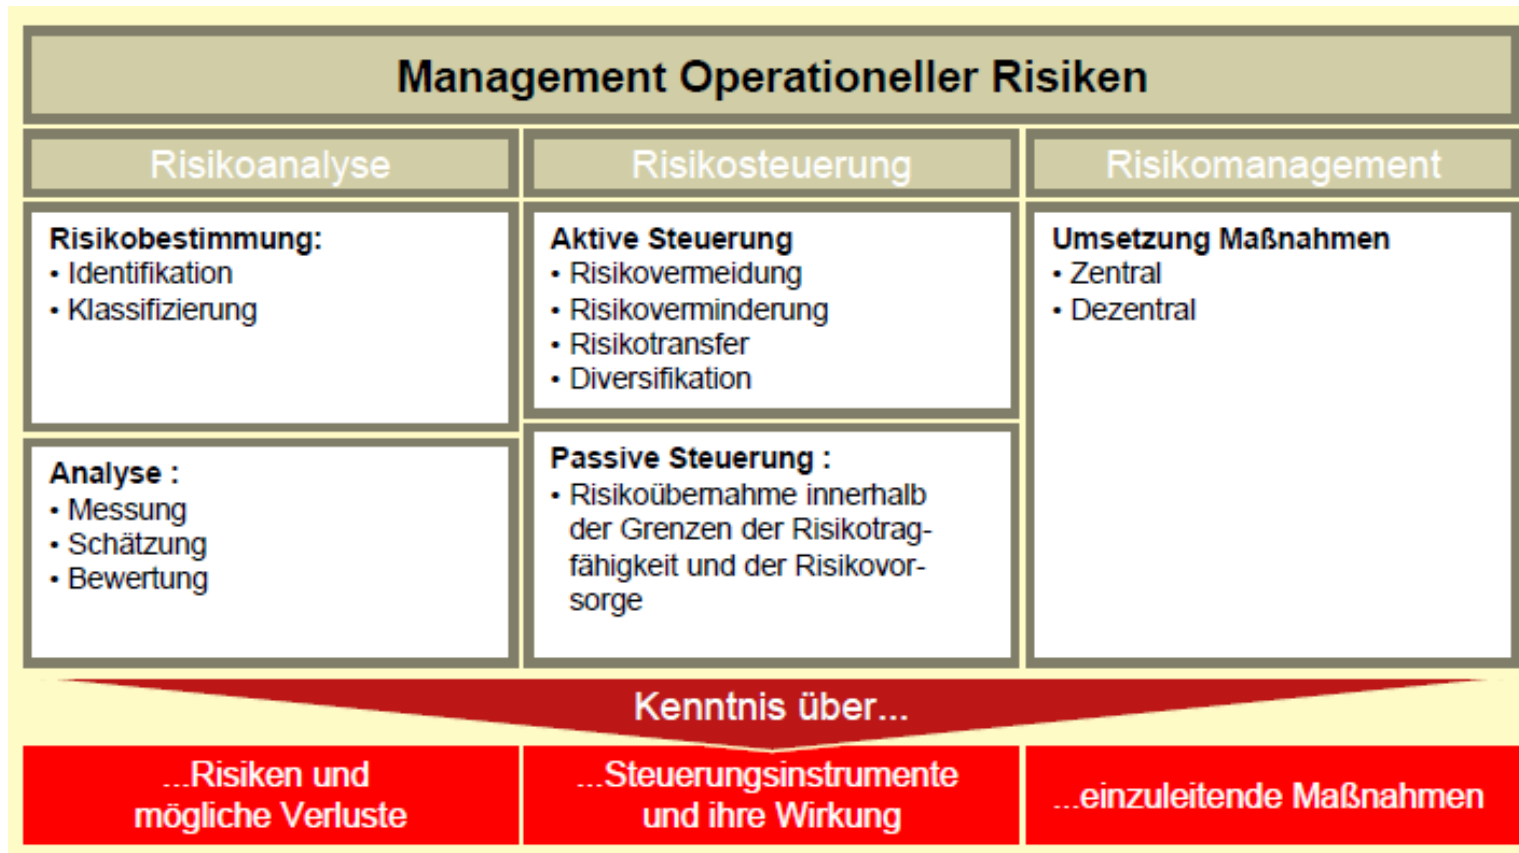 Management Operationeller Risiken
Risikoanalyse
Risikosteuerung
Risikomanagement
Risikobestimmung:
• Identifikation
• Klassifizierung
Analyse :
• Messung
• Schätzung
• Bewertung
Aktive Steuerung
• Risikovermeidung
• Risikoverminderung
• Risikotransfer
• Diversifikation
Passive Steuerung :
• Risikoübernahme innerhalb
der Grenzen der Risikotrag-
fähigkeit und der Risikovor-
sorge
Umsetzung Maßnahmen
• Zentral
• Dezentral
Kenntnis über...
...Risiken und
mögliche Verluste
...Steuerungsinstrumente
und ihre Wirkung
...einzuleitende Maßnahmen